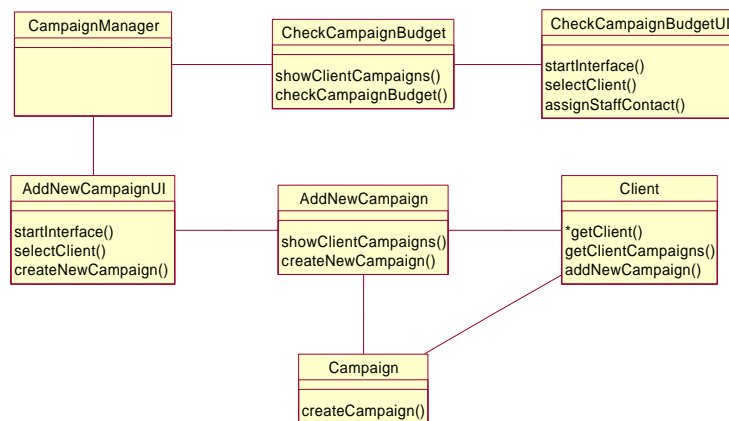 CampaignManager
CheckCampaignBudget
showClientCampaigns()
checkCampaignBudget()
CheckCampaignBudgetUI
startInterface()
selectClient()
assignStaffContact()
AddNewCampaignUI
startInterface()
selectClient()
createNewCampaign()
AddNewCampaign
showClientCampaigns()
createNewCampaign()
Client
*getClient()
getClientCampaigns()
addNewCampaign()
Campaign
createCampaign()